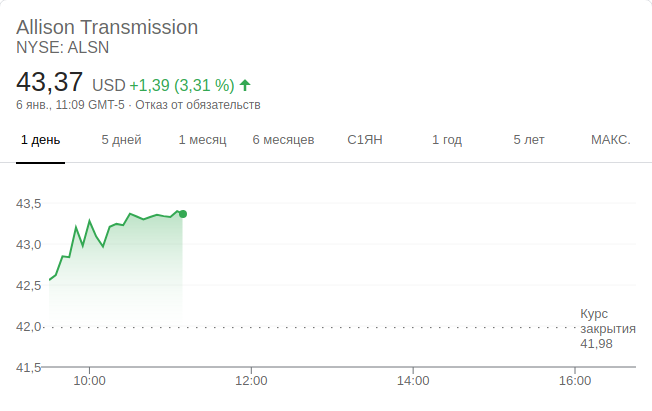 Allison Transmission
NYSE: ALSN
43,37 USD +1,39 (3,31 %)
6 янв., 11:09 GMT-5 · Отказ от обязательств
1 день 5 дней 1 месяц 6 месяцев С1ЯН 1 год 5 лет МАКС.
43,5
43,0
42,5
42,0
41,5
Курс
закрытия
41,98
10:00 12:00 14:00 16:00